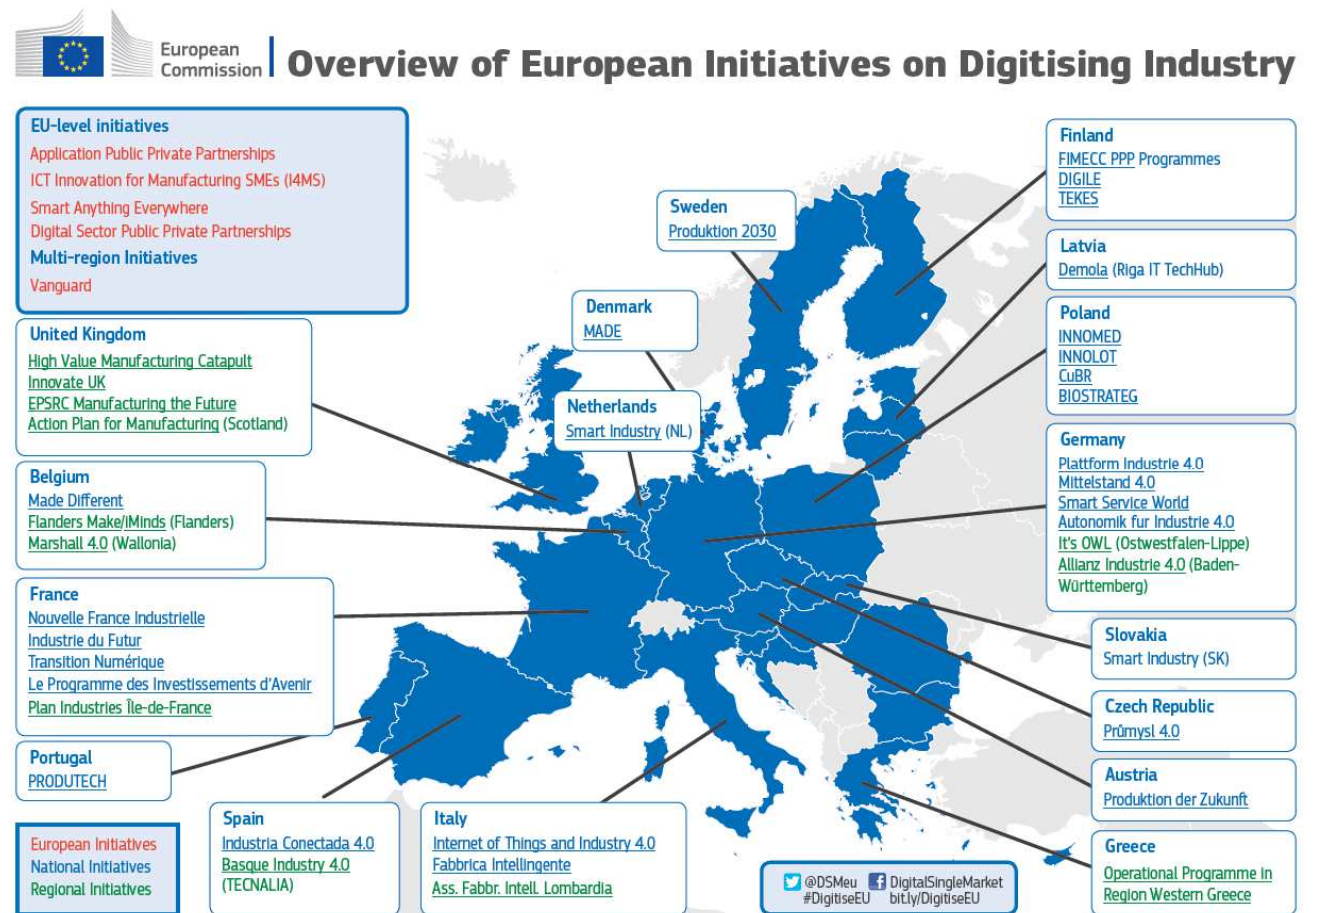 European
Commission
Overview of European Initiatives on Digitising Industry
EU-level initiatives
Application Public Private Partnerships
ICT Innovation for Manufacturing SMEs (I4MS)
Smart Anything Everywhere
Digital Sector Public Private Partnerships
Multi-region Initiatives
Vanguard
United Kingdom
High Value Manufacturing Catapult
Innovate UK
EPSRC Manufacturing the Future
Action Plan for Manufacturing (Scotland)
Belgium
Made Different
Flanders Make/iMinds (Flanders)
Marshall 4.0 (Wallonia)
France
Nouvelle France Industrielle
Industrie du Futur
Transition Numérique
Le Programme des Investissements d'Avenir
Plan Industries Île-de-France
Portugal
PRODUTECH
European Initiatives
National Initiatives
Regional Initiatives
Spain
Industria Conectada 4.0
Basque Industry 4.0
(TECNALIA)
Italy
Internet of Things and Industry 4.0
Fabbrica Intellingente
Ass. Fabbr. Intell. Lombardia
Sweden
Produktion 2030
Denmark
MADE
Netherlands
Smart Industry (NL)
Finland
FIMECC PPP Programmes
DIGILE
TEKES
Latvia
Demola (Riga IT TechHub)
Poland
INNOMED
INNOLOT
CuBR
BIOSTRATEG
Germany
Plattform Industrie 4.0
Mittelstand 4.0
Smart Service World
Autonomik fur Industrie 4.0
It's OWL (Ostwestfalen-Lippe)
Allianz Industrie 4.0 (Baden-
Württemberg)
Slovakia
Smart Industry (SK)
Czech Republic
Průmysl 4.0
Austria
Produktion der Zukunft
Greece
Operational Programme in
Region Western Greece
@DSMeu DigitalSingleMarket
#DigitiseEU bit.ly/DigitiseEU